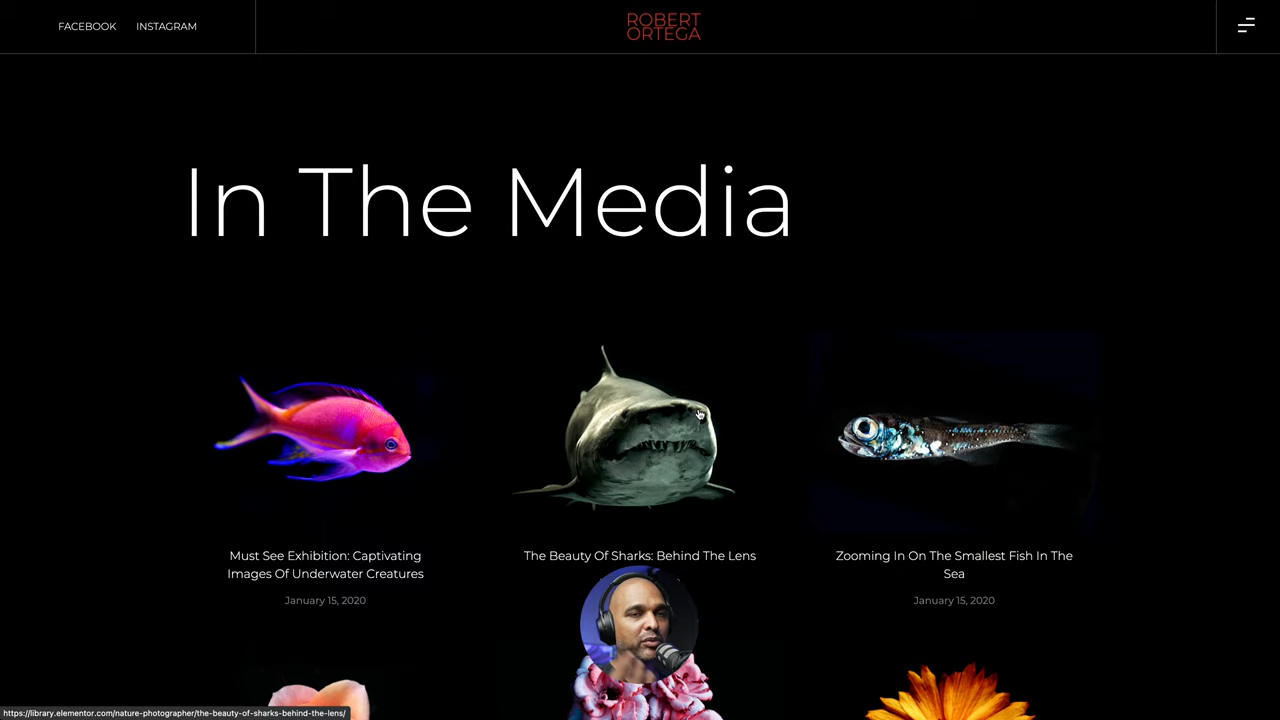 FACEBOOK
INSTAGRAM
ROBERT
ORTEGA
In The Media
Must See Exhibition: Captivating
Images Of Underwater Creatures
January 15, 2020
The Beauty Of Sharks: Behind The Lens
Zooming In On The Smallest Fish In The
Sea
January 15, 2020
https://library.elementor.com/nature-photographer/the-beauty-of-sharks-behind-the-lens/